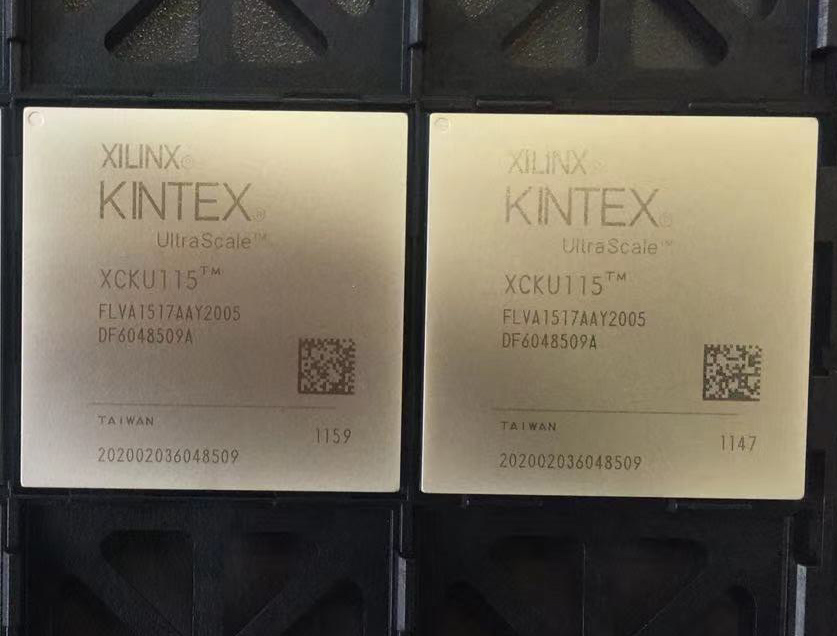 XILINX®
KINTEX®
UltraScale™
XCKU115™
FLVA1517AAY2005
DF6048509A
TAIWAN
1159
202002036048509
XILINX®
KINTEX®
UltraScale™
XCKU115™
FLVA1517AAY2005
DF6048509A
TAIWAN
1147
202002036048509